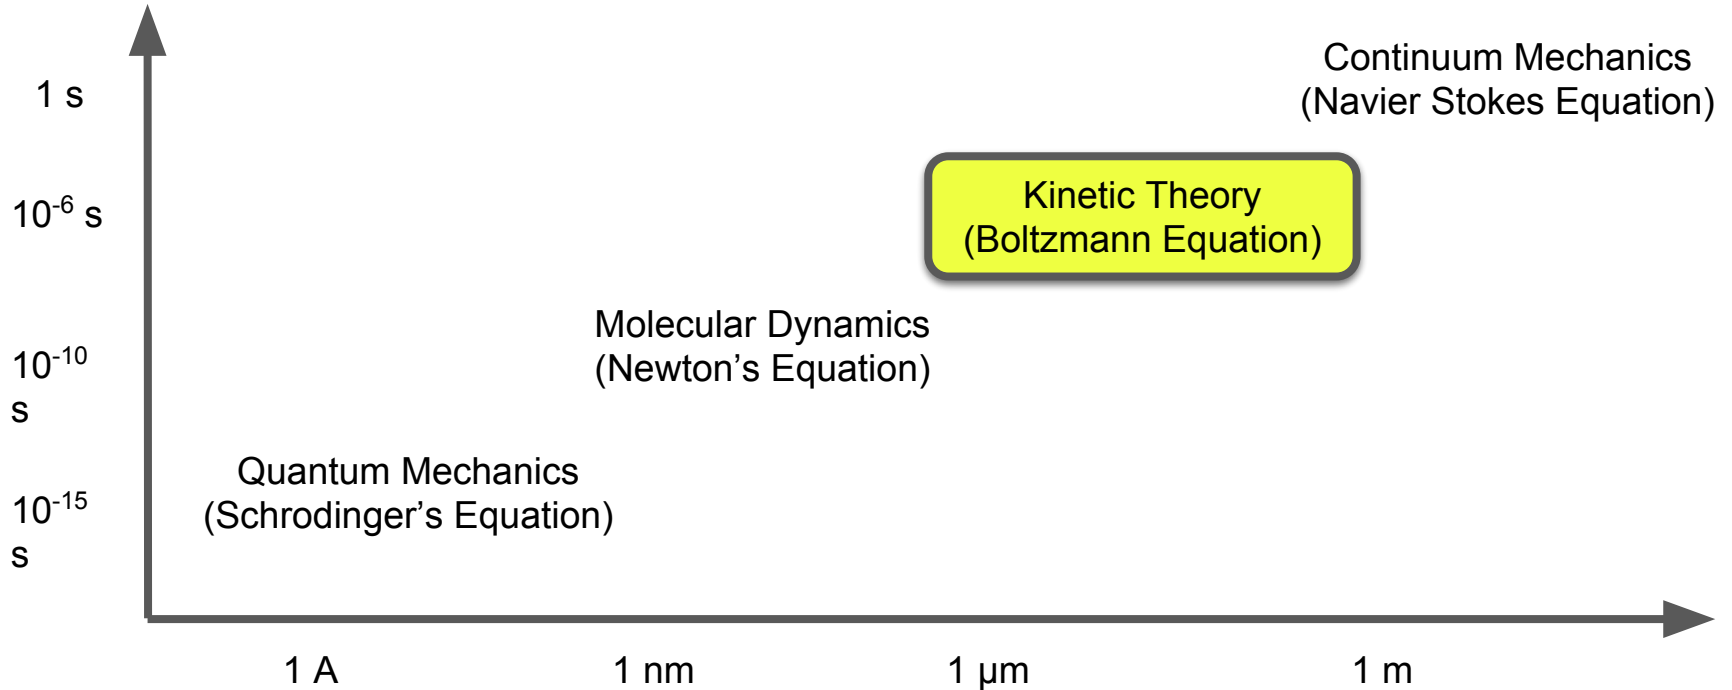 Continuum Mechanics
(Navier Stokes Equation)
1 s
Kinetic Theory
(Boltzmann Equation)
10⁻⁶ s
Molecular Dynamics
(Newton’s Equation)
10⁻¹⁰
s
Quantum Mechanics
(Schrodinger’s Equation)
10⁻¹⁵
s
1 A
1 nm
1 μm
1 m